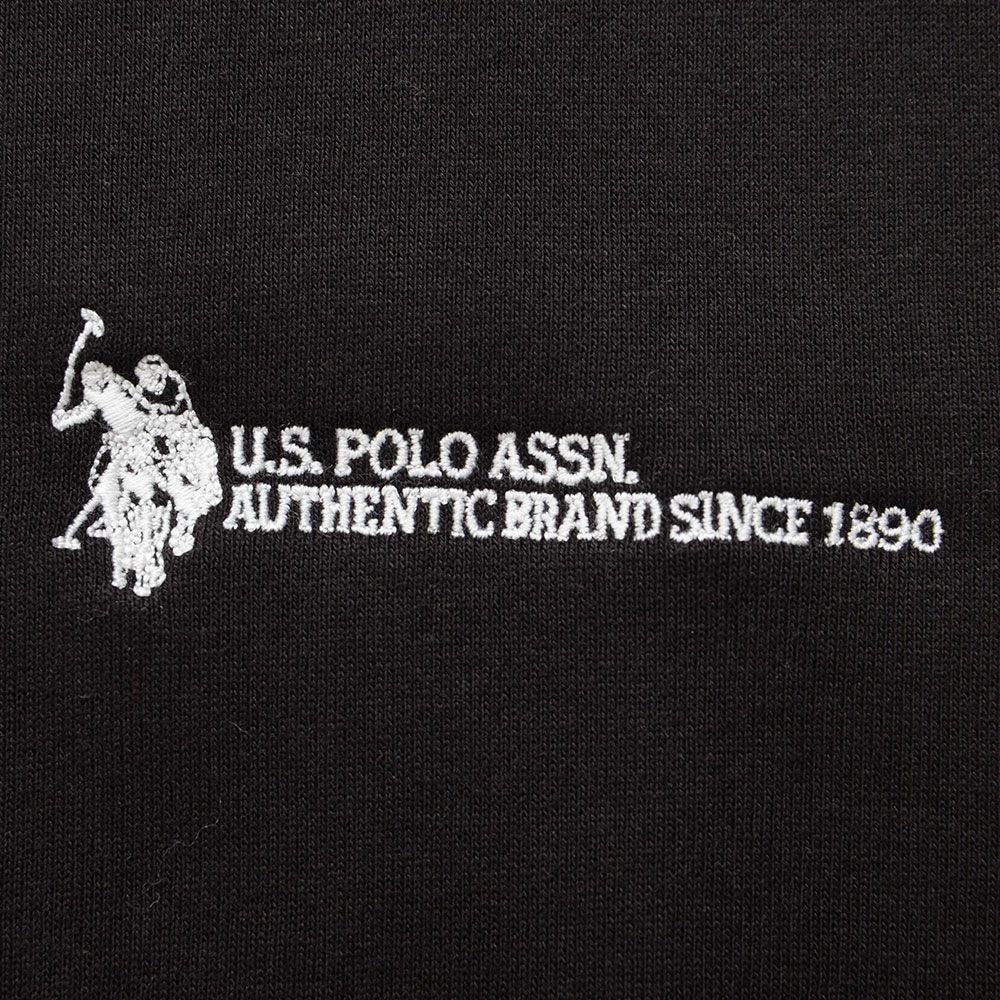 U.S. POLO ASSN.
AUTHENTIC BRAND SINCE 1890